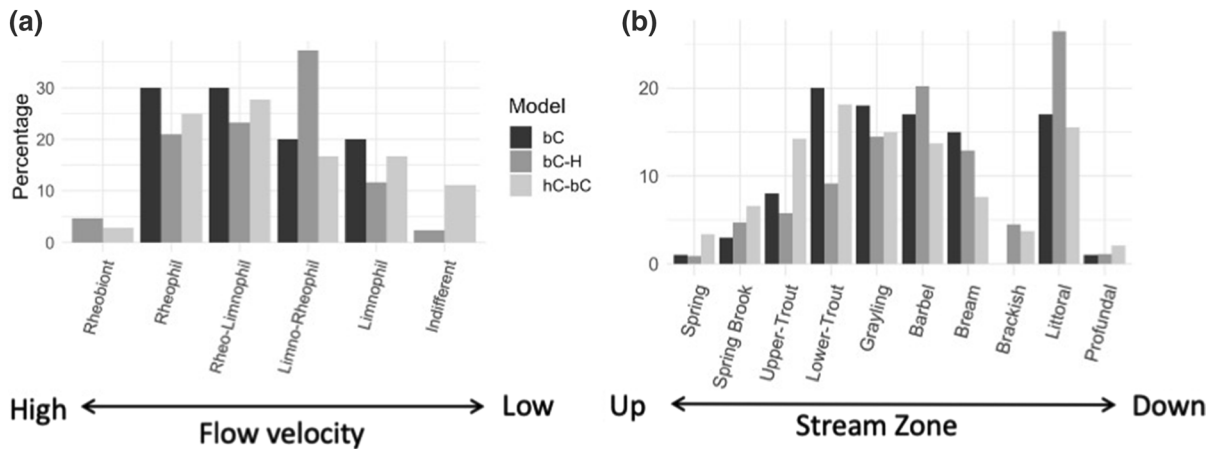 (a)
Percentage
30
20
10
0
Rheobiont
Rheophil
Rheo-Limnophil
Limno-Rheophil
Limnophil
Indifferent
High
Low
Flow velocity
Model
bC
bC-H
hC-bC
(b)
20
10
0
Spring
Spring Brook
Upper-Trout
Lower-Trout
Grayling
Barbel
Bream
Brackish
Littoral
Profundal
Up
Down
Stream Zone